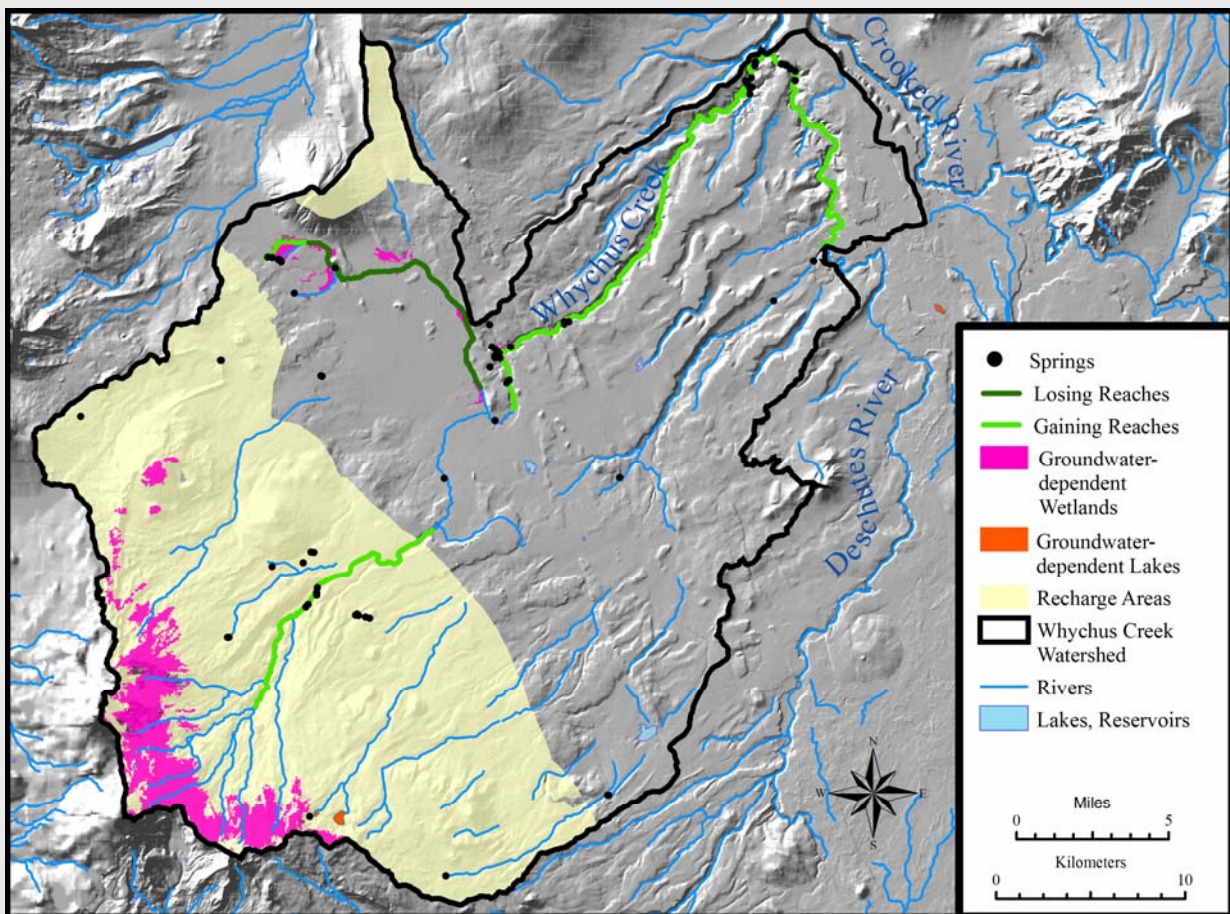 Crooked River
Whychus Creek
Deschutes River
Springs
Losing Reaches
Gaining Reaches
Groundwater-
dependent
Wetlands
Groundwater-
dependent Lakes
Recharge Areas
Whychus Creek
Watershed
Rivers
Lakes, Reservoirs
N
W
E
S
Miles
0 5
Kilometers
0 10